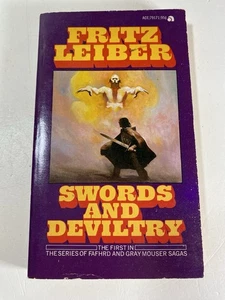 FRITZ
LEIBER
SWORDS
AND
DEVILTRY
THE FIRST IN
THE SERIES OF FAFHRD AND GRAY MOUSER SAGAS